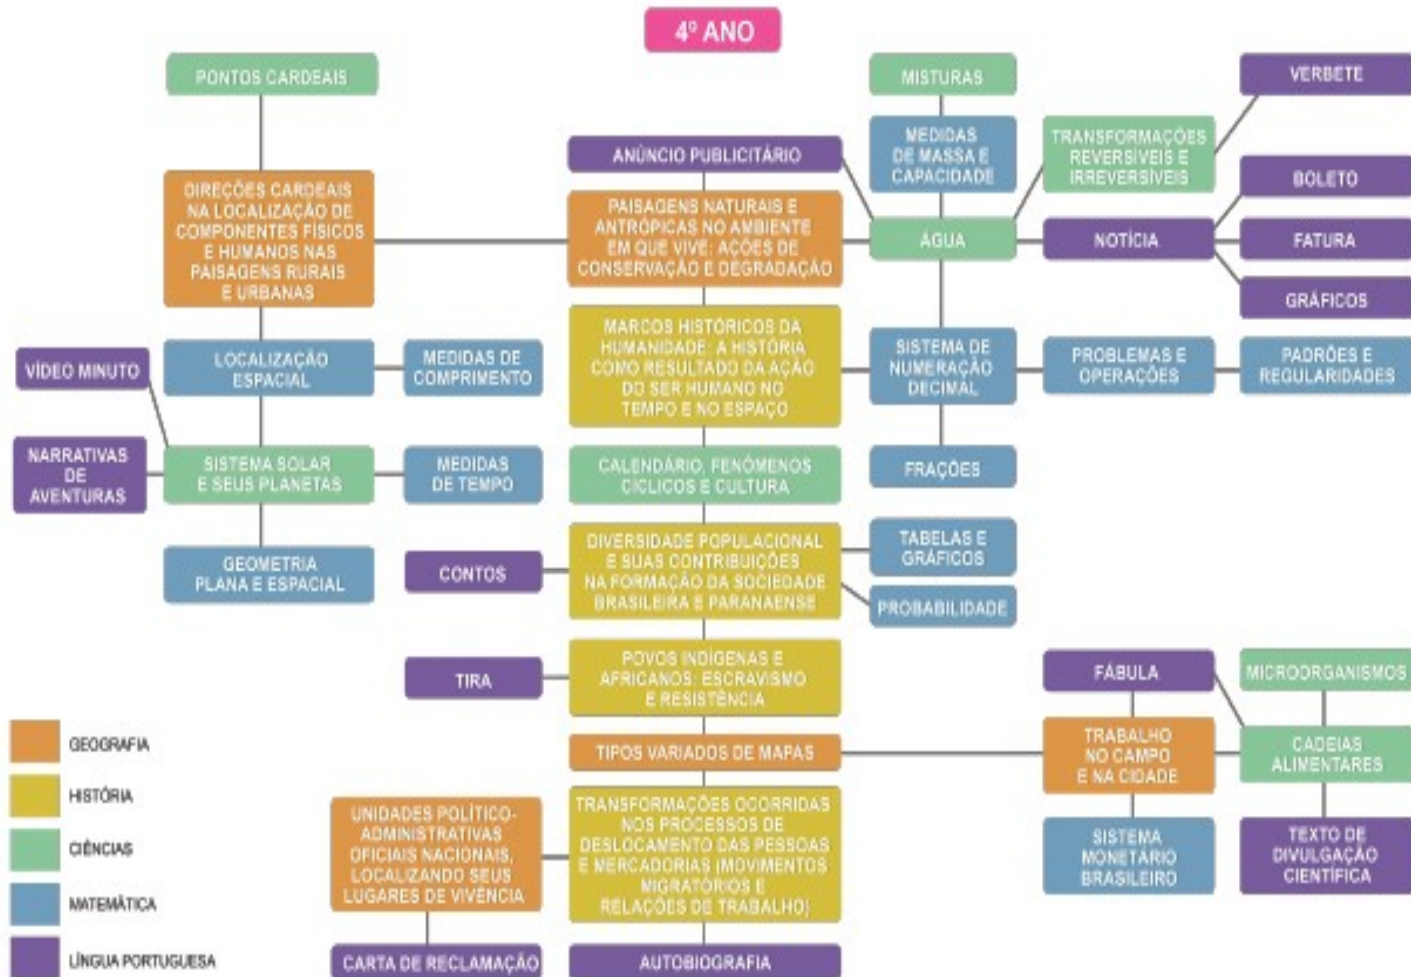 4º ANO
PONTOS CARDEAIS
DIREÇÕES CARDEAIS
NA LOCALIZAÇÃO DE
COMPONENTES FÍSICOS
E HUMANOS NAS
PAISAGENS RURAIS
E URBANAS
LOCALIZAÇÃO
ESPACIAL
MEDIDAS DE
COMPRIMENTO
VÍDEO MINUTO
NARRATIVAS
DE
AVENTURAS
SISTEMA SOLAR
E SEUS PLANETAS
MEDIDAS
DE TEMPO
GEOMETRIA
PLANA E ESPACIAL
ANÚNCIO PUBLICITÁRIO
PAISAGENS NATURAIS E
ANTRÓPICAS NO AMBIENTE
EM QUE VIVE: AÇÕES DE
CONSERVAÇÃO E DEGRADAÇÃO
MARCOS HISTÓRICOS DA
HUMANIDADE: A HISTÓRIA
COMO RESULTADO DA AÇÃO
DO SER HUMANO NO
TEMPO E NO ESPAÇO
CALENDÁRIO, FENÔMENOS
CÍCLICOS E CULTURA
CONTOS
DIVERSIDADE POPULACIONAL
E SUAS CONTRIBUIÇÕES
NA FORMAÇÃO DA SOCIEDADE
BRASILEIRA E PARANAENSE
TIRA
POVOS INDÍGENAS E
AFRICANOS: ESCRAVISMO
E RESISTÊNCIA
TIPOS VARIADOS DE MAPAS
UNIDADES POLÍTICO-
ADMINISTRATIVAS
OFICIAIS NACIONAIS,
LOCALIZANDO SEUS
LUGARES DE VIVÊNCIA
TRANSFORMAÇÕES OCORRIDAS
NOS PROCESSOS DE
DESLOCAMENTO DAS PESSOAS
E MERCADORIAS (MOVIMENTOS
MIGRATÓRIOS E
RELAÇÕES DE TRABALHO)
CARTA DE RECLAMAÇÃO
AUTOBIOGRAFIA
MISTURAS
MEDIDAS
DE MASSA E
CAPACIDADE
ÁGUA
TRANSFORMAÇÕES
REVERSÍVEIS E
IRREVERSÍVEIS
VERBETE
NOTÍCIA
BOLETO
FATURA
GRÁFICOS
SISTEMA DE
NUMERAÇÃO
DECIMAL
PROBLEMAS E
OPERAÇÕES
PADRÕES E
REGULARIDADES
FRAÇÕES
TABELAS E
GRÁFICOS
PROBABILIDADE
FÁBULA
MICROORGANISMOS
TRABALHO
NO CAMPO
E NA CIDADE
CADEIAS
ALIMENTARES
SISTEMA
MONETÁRIO
BRASILEIRO
TEXTO DE
DIVULGAÇÃO
CIENTÍFICA
GEOGRAFIA
HISTÓRIA
CIÊNCIAS
MATEMÁTICA
LÍNGUA PORTUGUESA